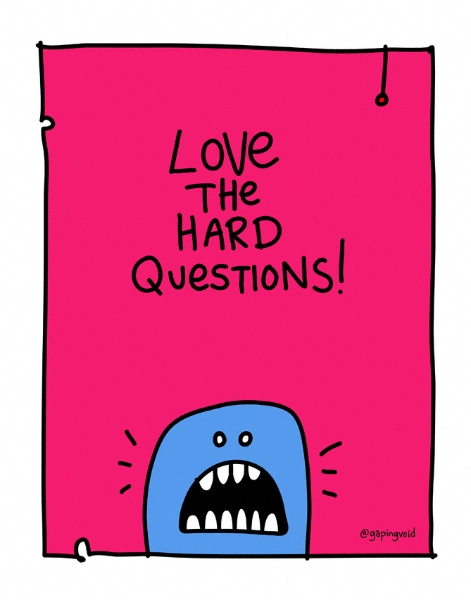 LOVe
THe
HARD
QUeSTIONS!
@gapingvoid